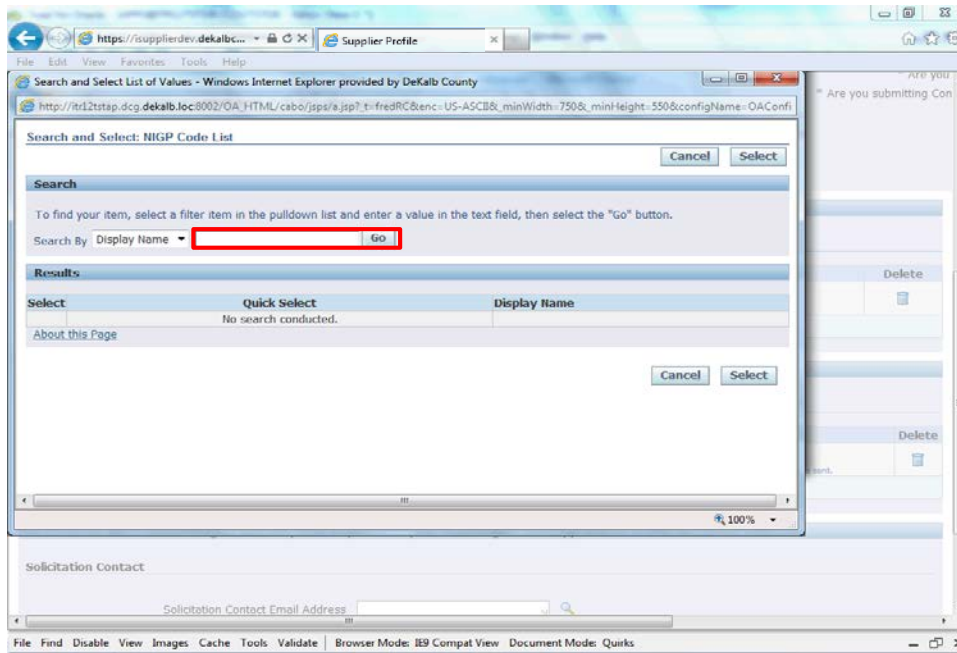 https://isupplierdev.dekalbc...
Supplier Profile
File Edit View Favorites Tools Help
Search and Select List of Values - Windows Internet Explorer provided by DeKalb County
* Are you
http://itr12tstap.dcg.dekalb.loc:8002/OA_HTML/cabo/jsps/a.jsp?_t=fredRC&enc=US-ASCII&_minWidth=750&_minHeight=550&configName=OAConfi
* Are you submitting Con
Search and Select: NIGP Code List
Cancel Select
Search
To find your item, select a filter item in the pulldown list and enter a value in the text field, then select the "Go" button.
Search By Display Name Go
Results
Delete
Select Quick Select Display Name
No search conducted.
About this Page
Cancel Select
Delete
sent.
100%
Solicitation Contact
Solicitation Contact Email Address
File Find Disable View Images Cache Tools Validate Browser Mode: IE9 Compat View Document Mode: Quirks